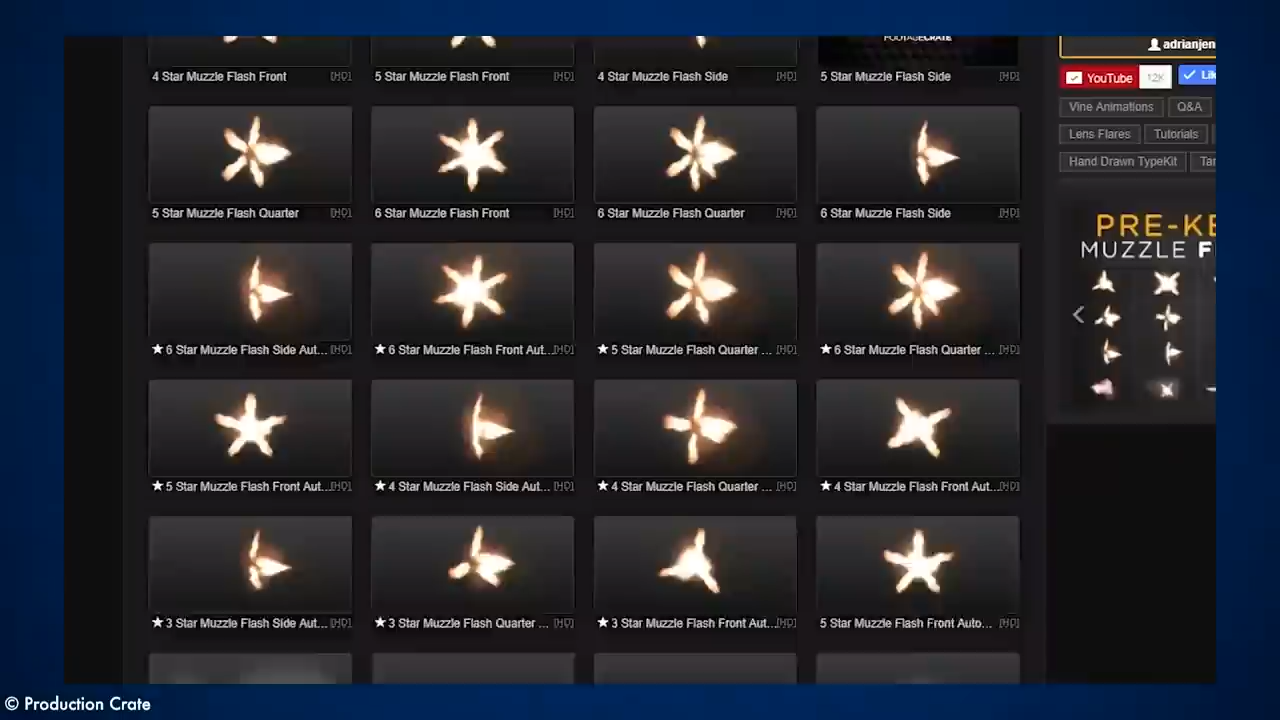 FOOTAGECRATE
adrianjen
4 Star Muzzle Flash Front [HD]
5 Star Muzzle Flash Front [HD]
4 Star Muzzle Flash Side [HD]
5 Star Muzzle Flash Side [HD]
YouTube 12K
Lik
Vine Animations
Q&A
Lens Flares
Tutorials
Hand Drawn TypeKit
Tar
5 Star Muzzle Flash Quarter [HD]
6 Star Muzzle Flash Front [HD]
6 Star Muzzle Flash Quarter [HD]
6 Star Muzzle Flash Side [HD]
PRE-KE
MUZZLE F
★ 6 Star Muzzle Flash Side Aut... [HD]
★ 6 Star Muzzle Flash Front Aut... [HD]
★ 5 Star Muzzle Flash Quarter ... [HD]
★ 6 Star Muzzle Flash Quarter ... [HD]
★ 5 Star Muzzle Flash Front Aut... [HD]
★ 4 Star Muzzle Flash Side Aut... [HD]
★ 4 Star Muzzle Flash Quarter ... [HD]
★ 4 Star Muzzle Flash Front Aut... [HD]
★ 3 Star Muzzle Flash Side Aut... [HD]
★ 3 Star Muzzle Flash Quarter ... [HD]
★ 3 Star Muzzle Flash Front Aut... [HD]
5 Star Muzzle Flash Front Auto... [HD]
© Production Crate